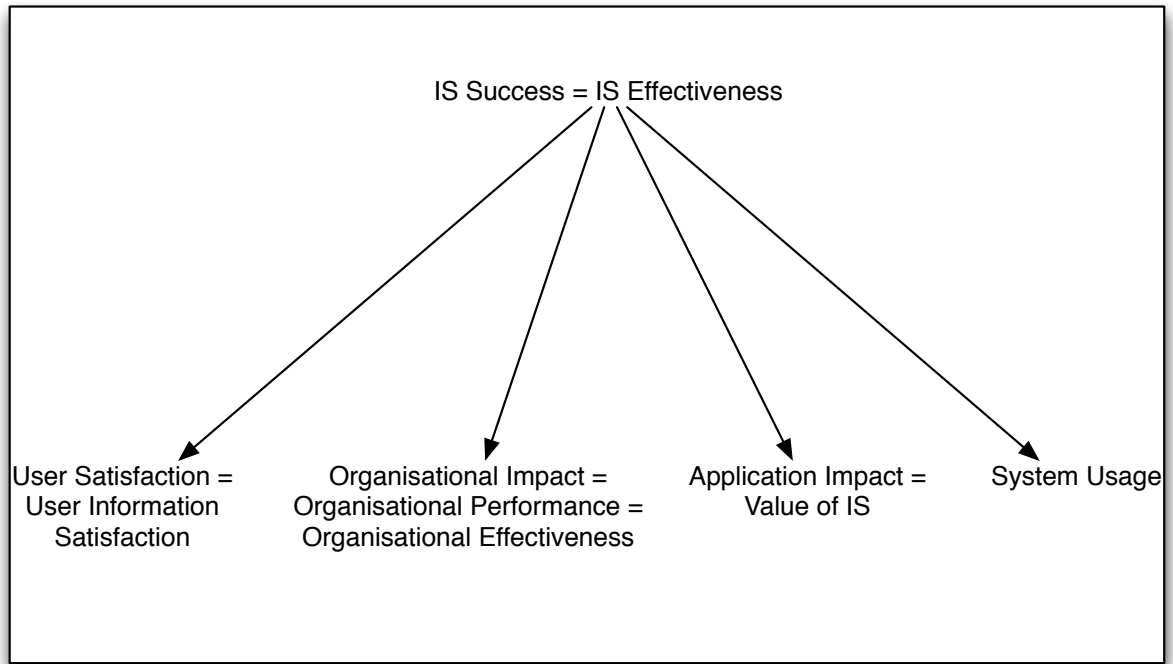 IS Success = IS Effectiveness
User Satisfaction =
User Information
Satisfaction
Organisational Impact =
Organisational Performance =
Organisational Effectiveness
Application Impact =
Value of IS
System Usage